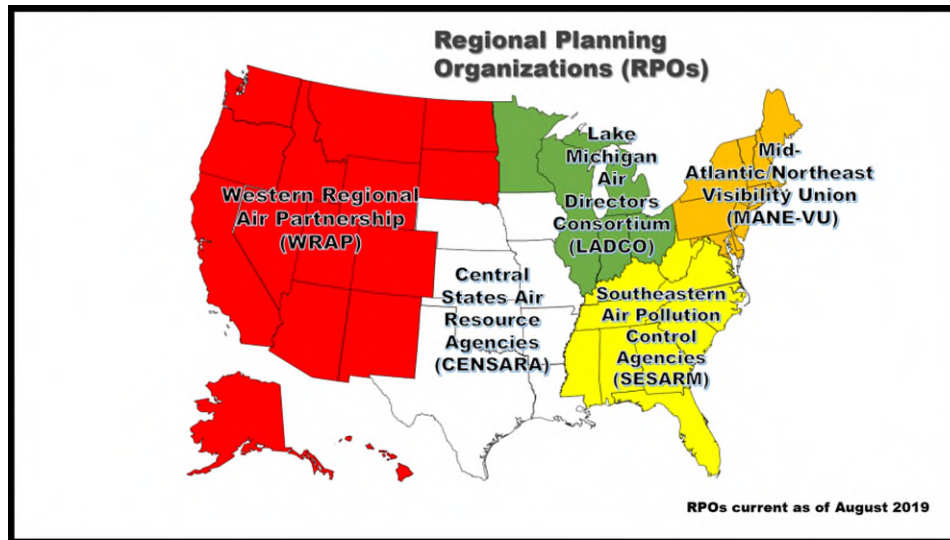 Regional Planning
Organizations (RPOs)
Western Regional
Air Partnership
(WRAP)
Central
States Air
Resource
Agencies
(CENSARA)
Lake
Michigan
Air
Directors
Consortium
(LADCO)
Southeastern
Air Pollution
Control
Agencies
(SESARM)
Mid-
Atlantic/Northeast
Visibility Union
(MANE-VU)
RPOs current as of August 2019